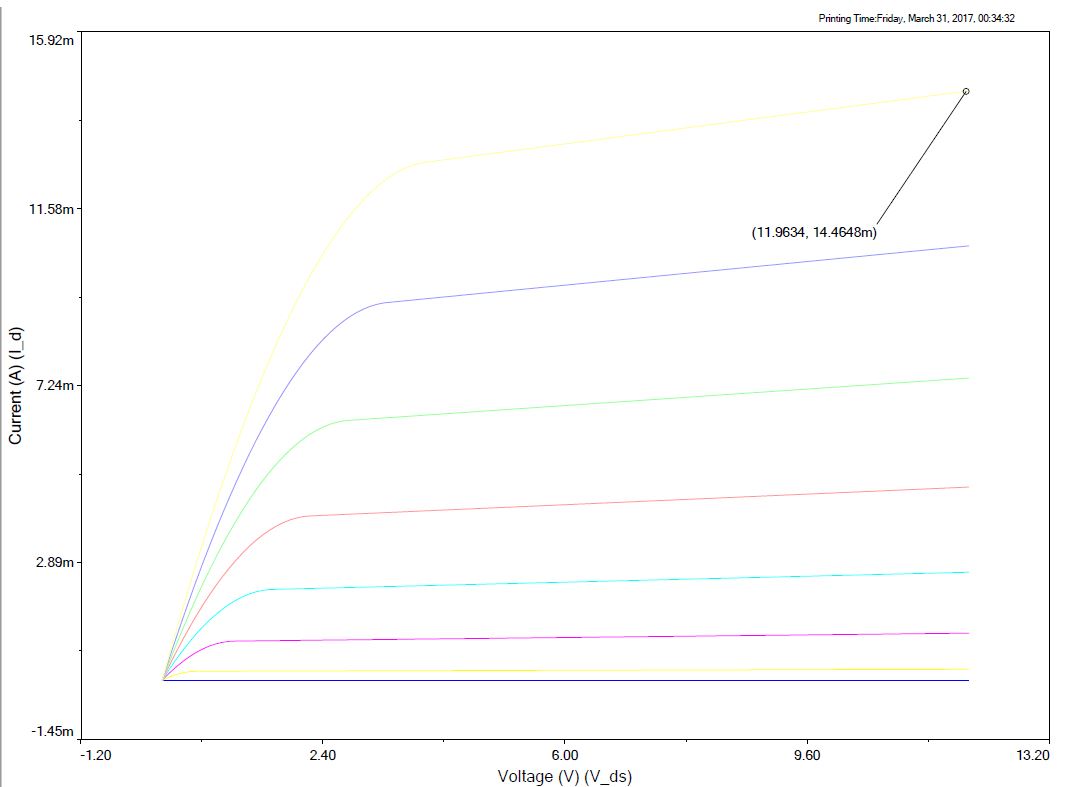 Printing Time:Friday, March 31, 2017, 00:34:32
15.92m
11.58m
(11.9634, 14.4648m)
7.24m
Current (A) (I_d)
2.89m
-1.45m
-1.20 2.40 6.00 9.60 13.20
Voltage (V) (V_ds)